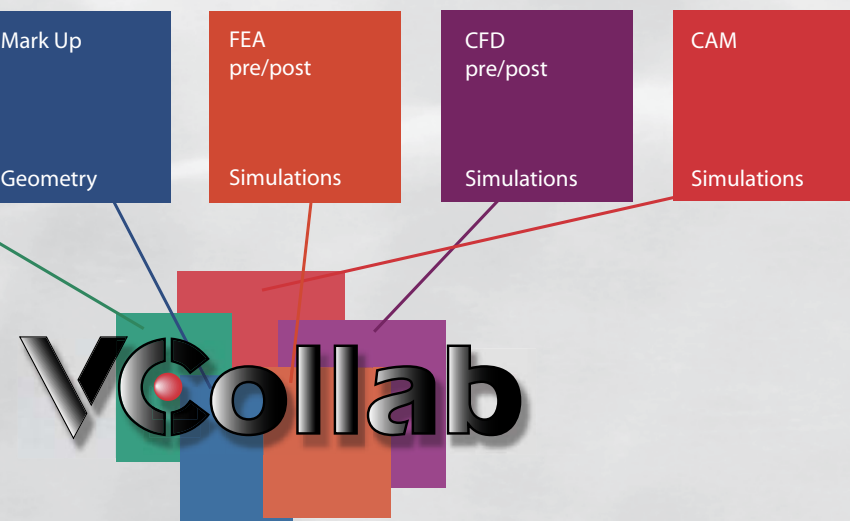 Mark Up
Geometry
FEA
pre/post
Simulations
CFD
pre/post
Simulations
CAM
Simulations
VCollab